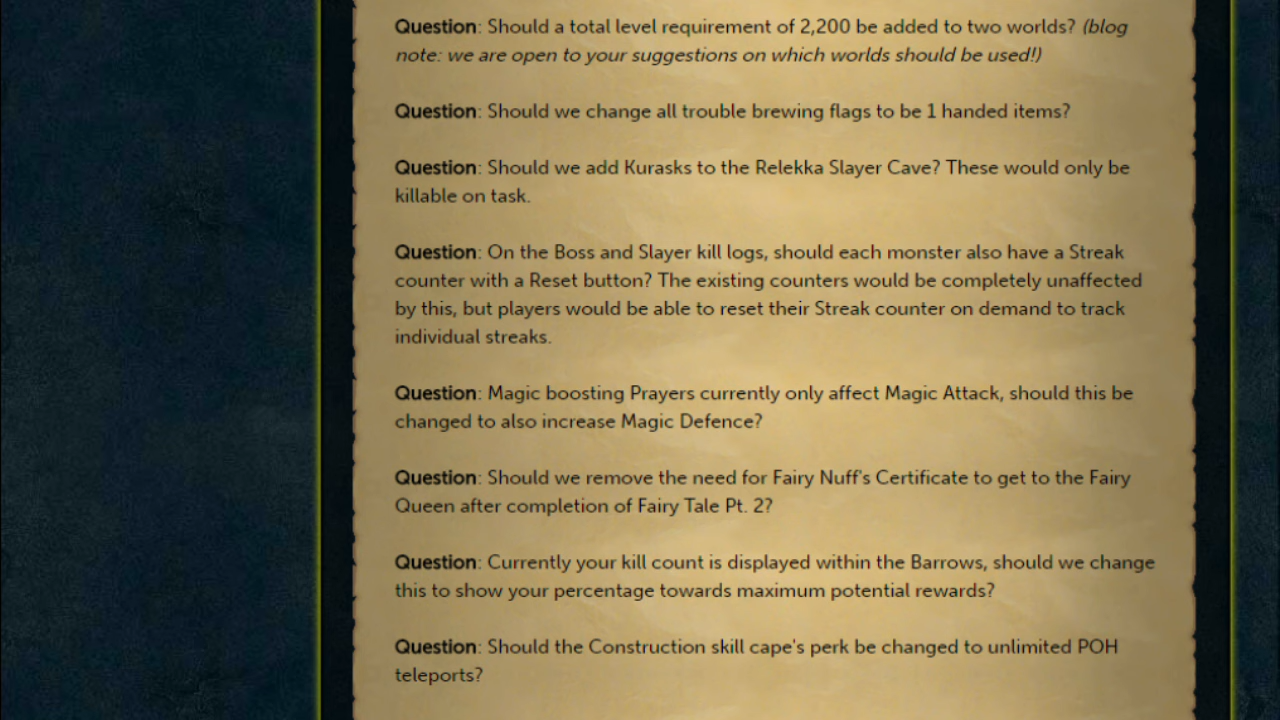 Question: Should a total level requirement of 2,200 be added to two worlds? (blog
note: we are open to your suggestions on which worlds should be used!)
Question: Should we change all trouble brewing flags to be 1 handed items?
Question: Should we add Kurasks to the Relekka Slayer Cave? These would only be
killable on task.
Question: On the Boss and Slayer kill logs, should each monster also have a Streak
counter with a Reset button? The existing counters would be completely unaffected
by this, but players would be able to reset their Streak counter on demand to track
individual streaks.
Question: Magic boosting Prayers currently only affect Magic Attack, should this be
changed to also increase Magic Defence?
Question: Should we remove the need for Fairy Nuff's Certificate to get to the Fairy
Queen after completion of Fairy Tale Pt. 2?
Question: Currently your kill count is displayed within the Barrows, should we change
this to show your percentage towards maximum potential rewards?
Question: Should the Construction skill cape's perk be changed to unlimited POH
teleports?